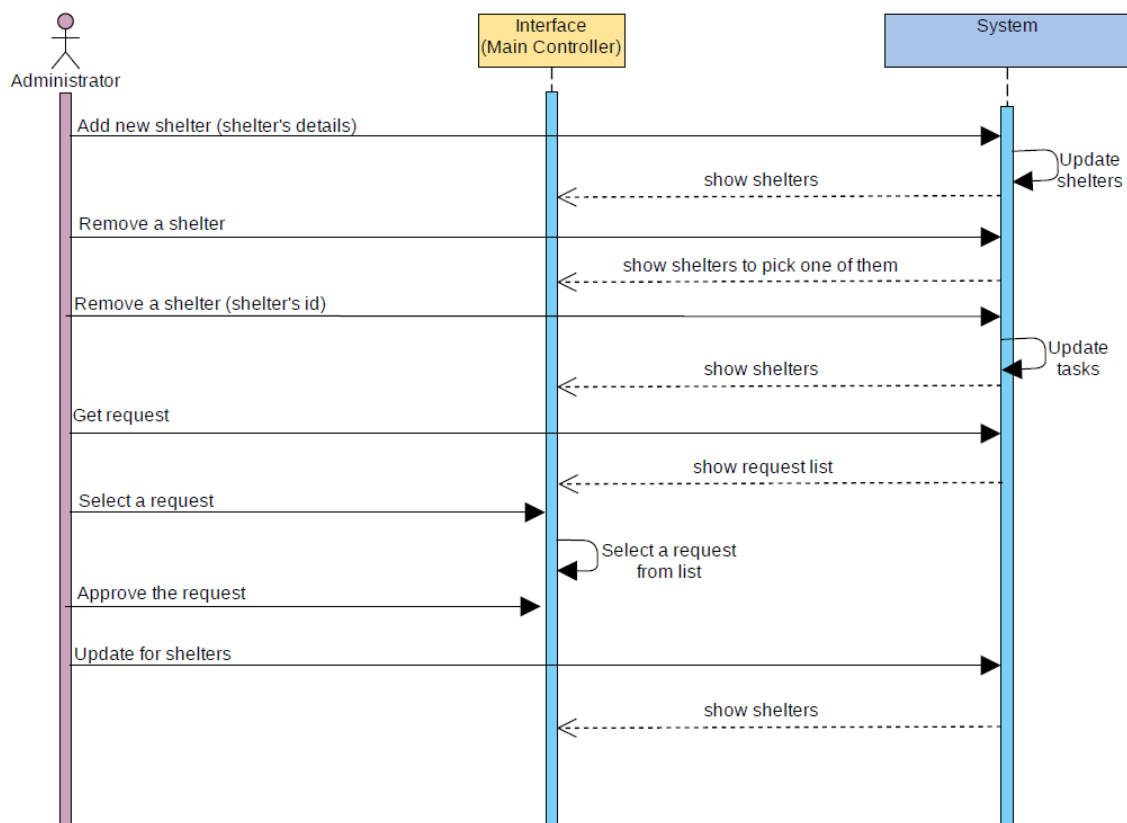 Interface
(Main Controller)
System
Administrator
Add new shelter (shelter's details)
Update
shelters
show shelters
Remove a shelter
show shelters to pick one of them
Remove a shelter (shelter's id)
Update
tasks
show shelters
Get request
show request list
Select a request
Select a request
from list
Approve the request
Update for shelters
show shelters